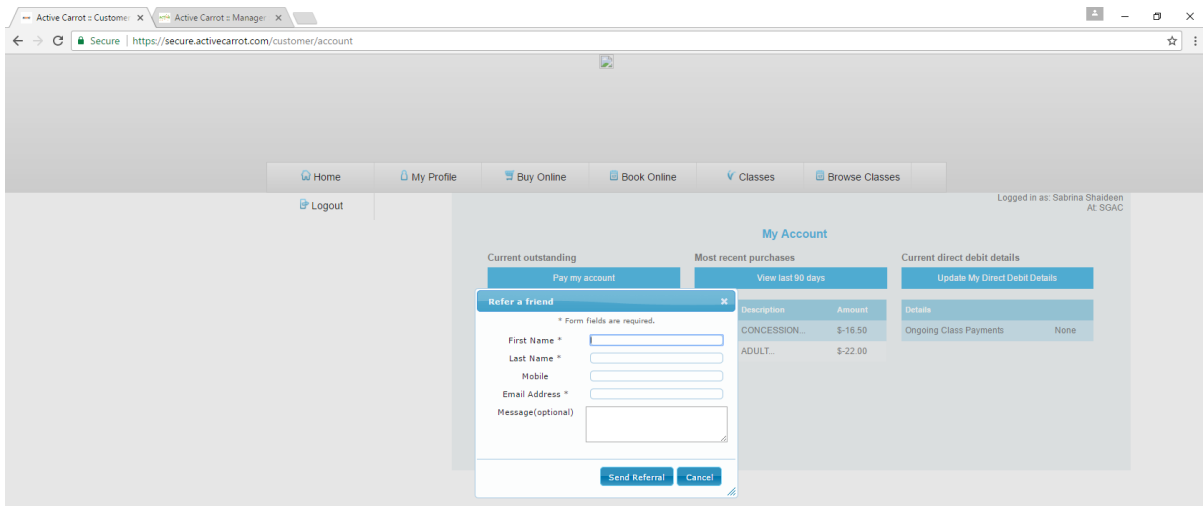 Active Carrot :: Customer
Active Carrot :: Manager
Secure https://secure.activecarrot.com/customer/account
Home My Profile Buy Online Book Online Classes Browse Classes
Logout
Logged in as: Sabrina Shaideen
At: SGAC
My Account
Current outstanding Most recent purchases Current direct debit details
Pay my account View last 90 days Update My Direct Debit Details
Refer a friend
Description Amount Details
* Form fields are required.
CONCESSION... $-16.50 Ongoing Class Payments None
First Name *
ADULT... $-22.00
Last Name *
Mobile
Email Address *
Message(optional)
Send Referral Cancel